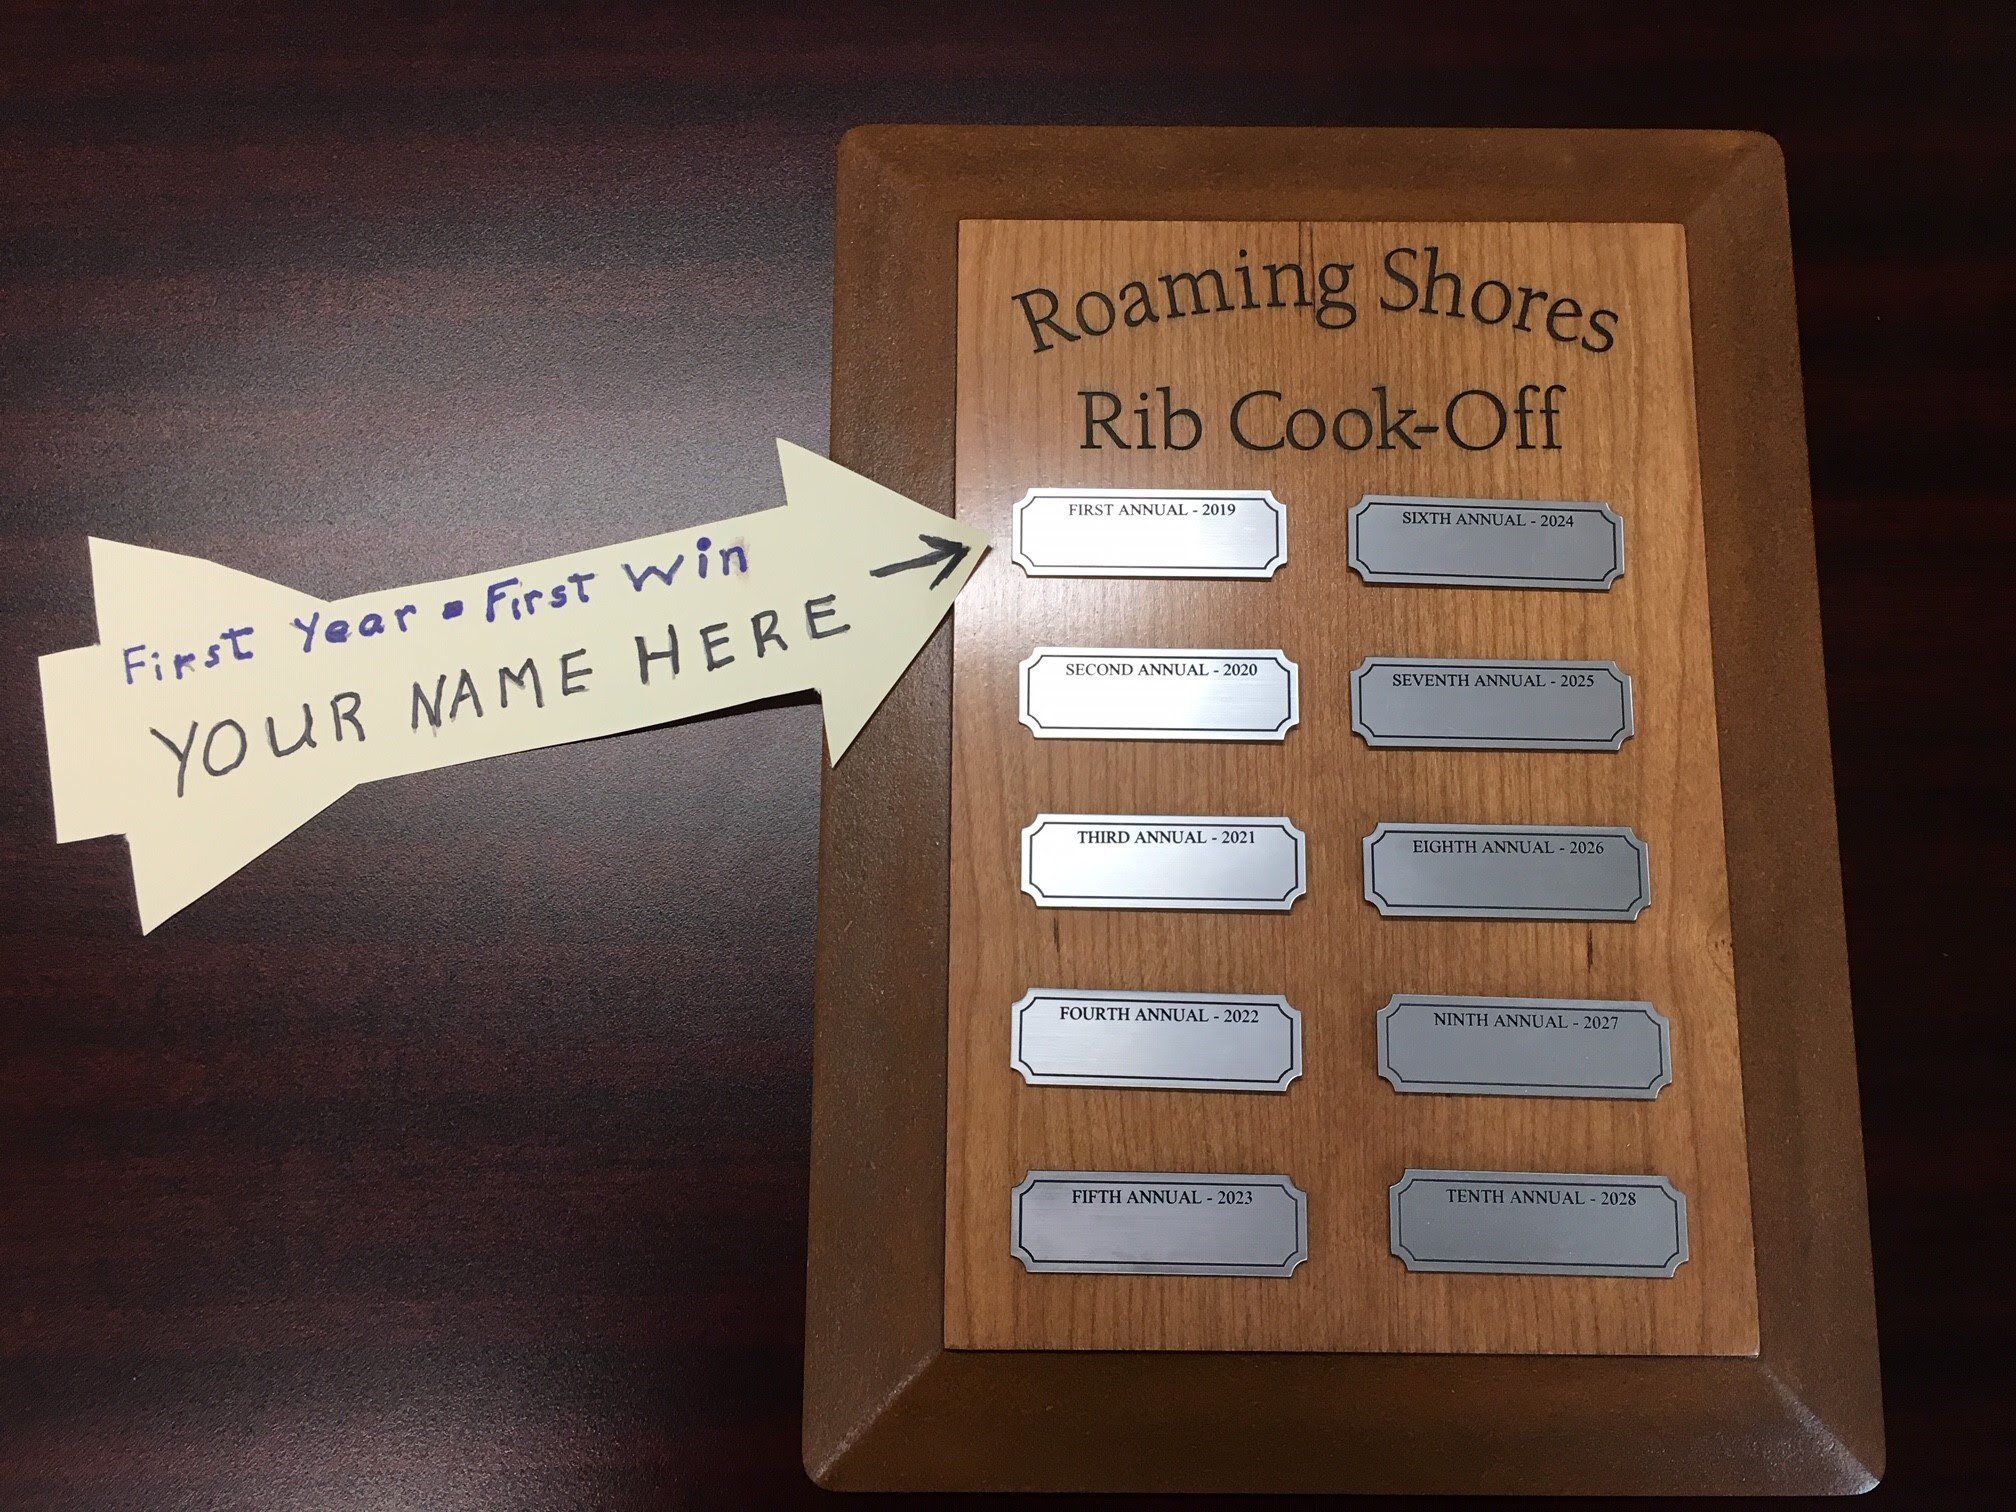 First Year - First Win
YOUR NAME HERE
Roaming Shores
Rib Cook-Off
FIRST ANNUAL - 2019
SECOND ANNUAL - 2020
THIRD ANNUAL - 2021
FOURTH ANNUAL - 2022
FIFTH ANNUAL - 2023
SIXTH ANNUAL - 2024
SEVENTH ANNUAL - 2025
EIGHTH ANNUAL - 2026
NINTH ANNUAL - 2027
TENTH ANNUAL - 2028